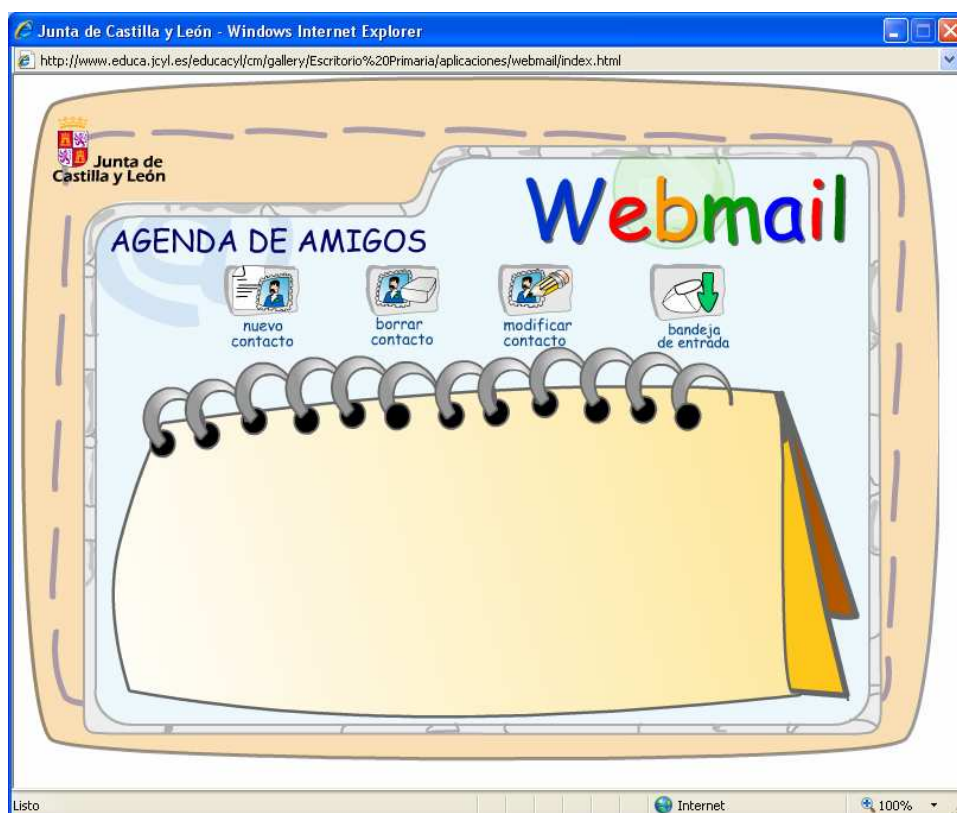 Junta de Castilla y León - Windows Internet Explorer
http://www.educa.jcyl.es/educacyl/cm/gallery/Escritorio%20Primaria/aplicaciones/webmail/index.html
Junta de
Castilla y León
Webmail
AGENDA DE AMIGOS
nuevo
contacto
borrar
contacto
modificar
contacto
bandeja
de entrada
Listo
Internet
100%